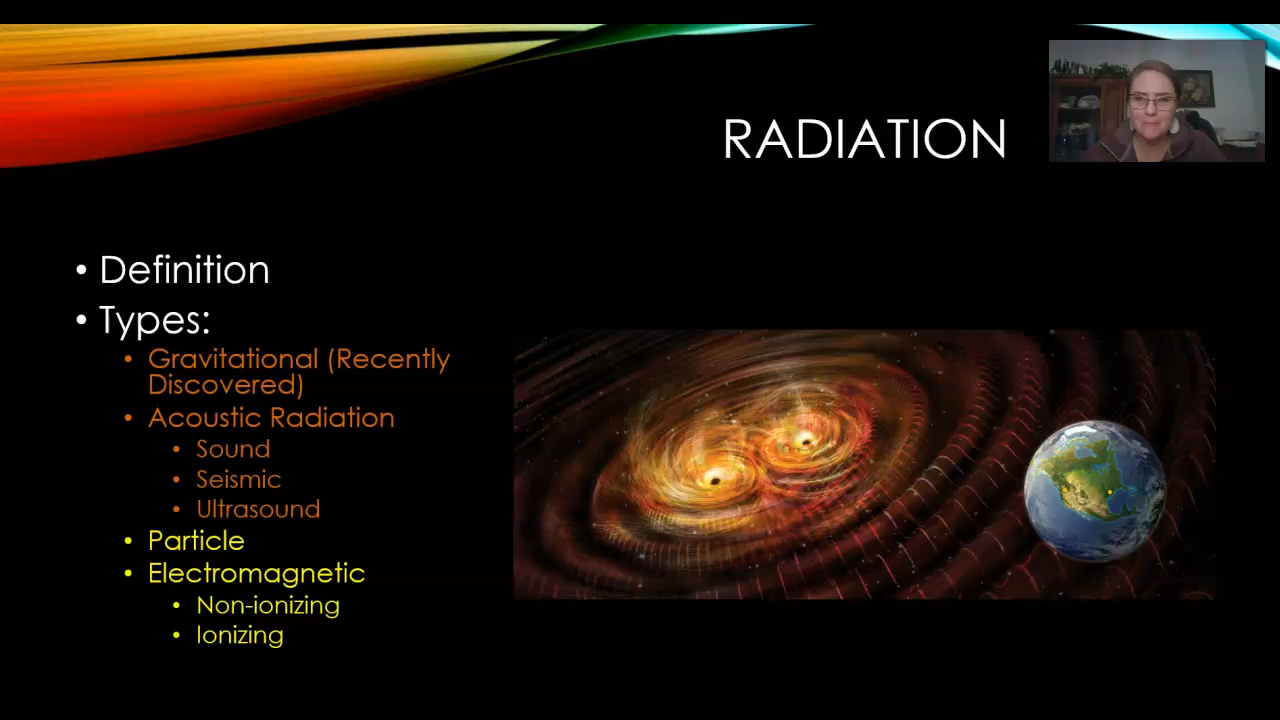 RADIATION
• Definition
• Types:
• Gravitational (Recently
Discovered)
• Acoustic Radiation
• Sound
• Seismic
• Ultrasound
• Particle
• Electromagnetic
• Non-ionizing
• Ionizing